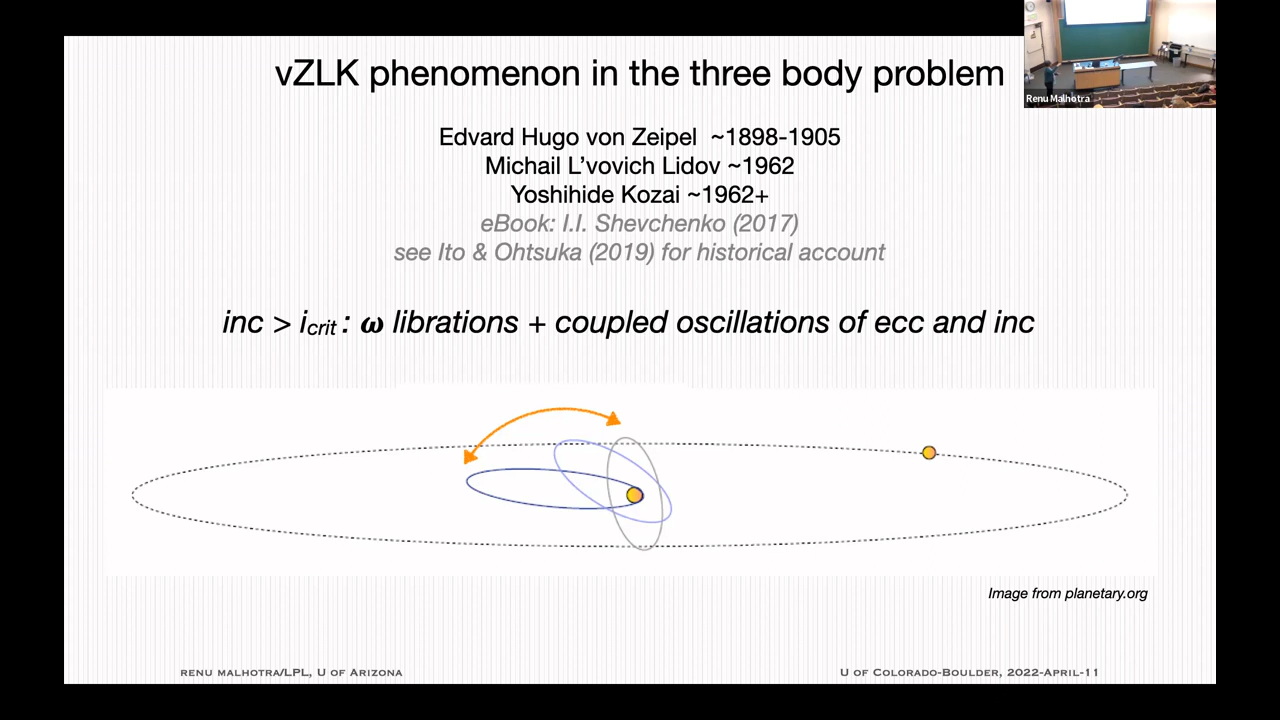 vZLK phenomenon in the three body problem
Renu Malhotra
Edvard Hugo von Zeipel ~1898-1905
Michail L'vovich Lidov ~1962
Yoshihide Kozai ~1962+
eBook: I.I. Shevchenko (2017)
see Ito & Ohtsuka (2019) for historical account
inc > icrit : ω librations + coupled oscillations of ecc and inc
Image from planetary.org
RENU MALHOTRA/LPL, U OF ARIZONA
U OF COLORADO-BOULDER, 2022-APRIL-11